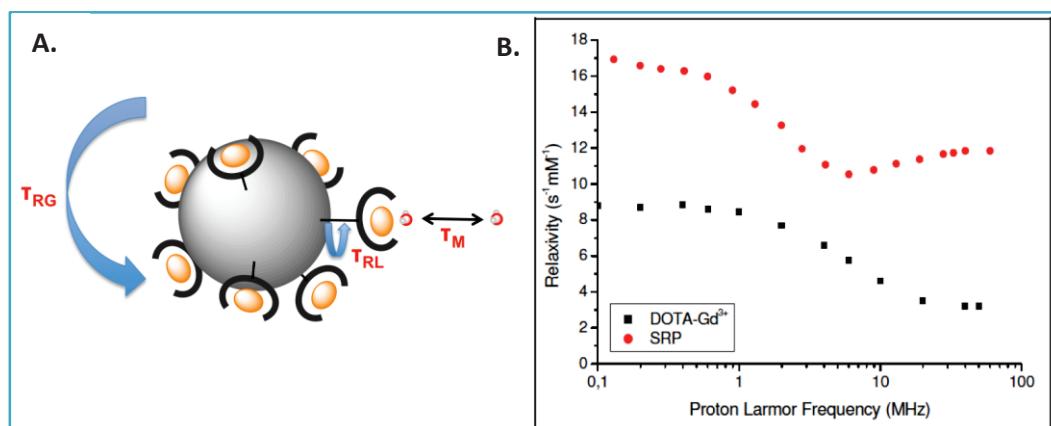 A.
τRG
τRL
τM
B.
18
16
14
12
10
8
6
4
2
0
Relaxivity (s⁻¹mM⁻¹)
DOTA-Gd³⁺
SRP
0,1 1 10 100
Proton Larmor Frequency (MHz)